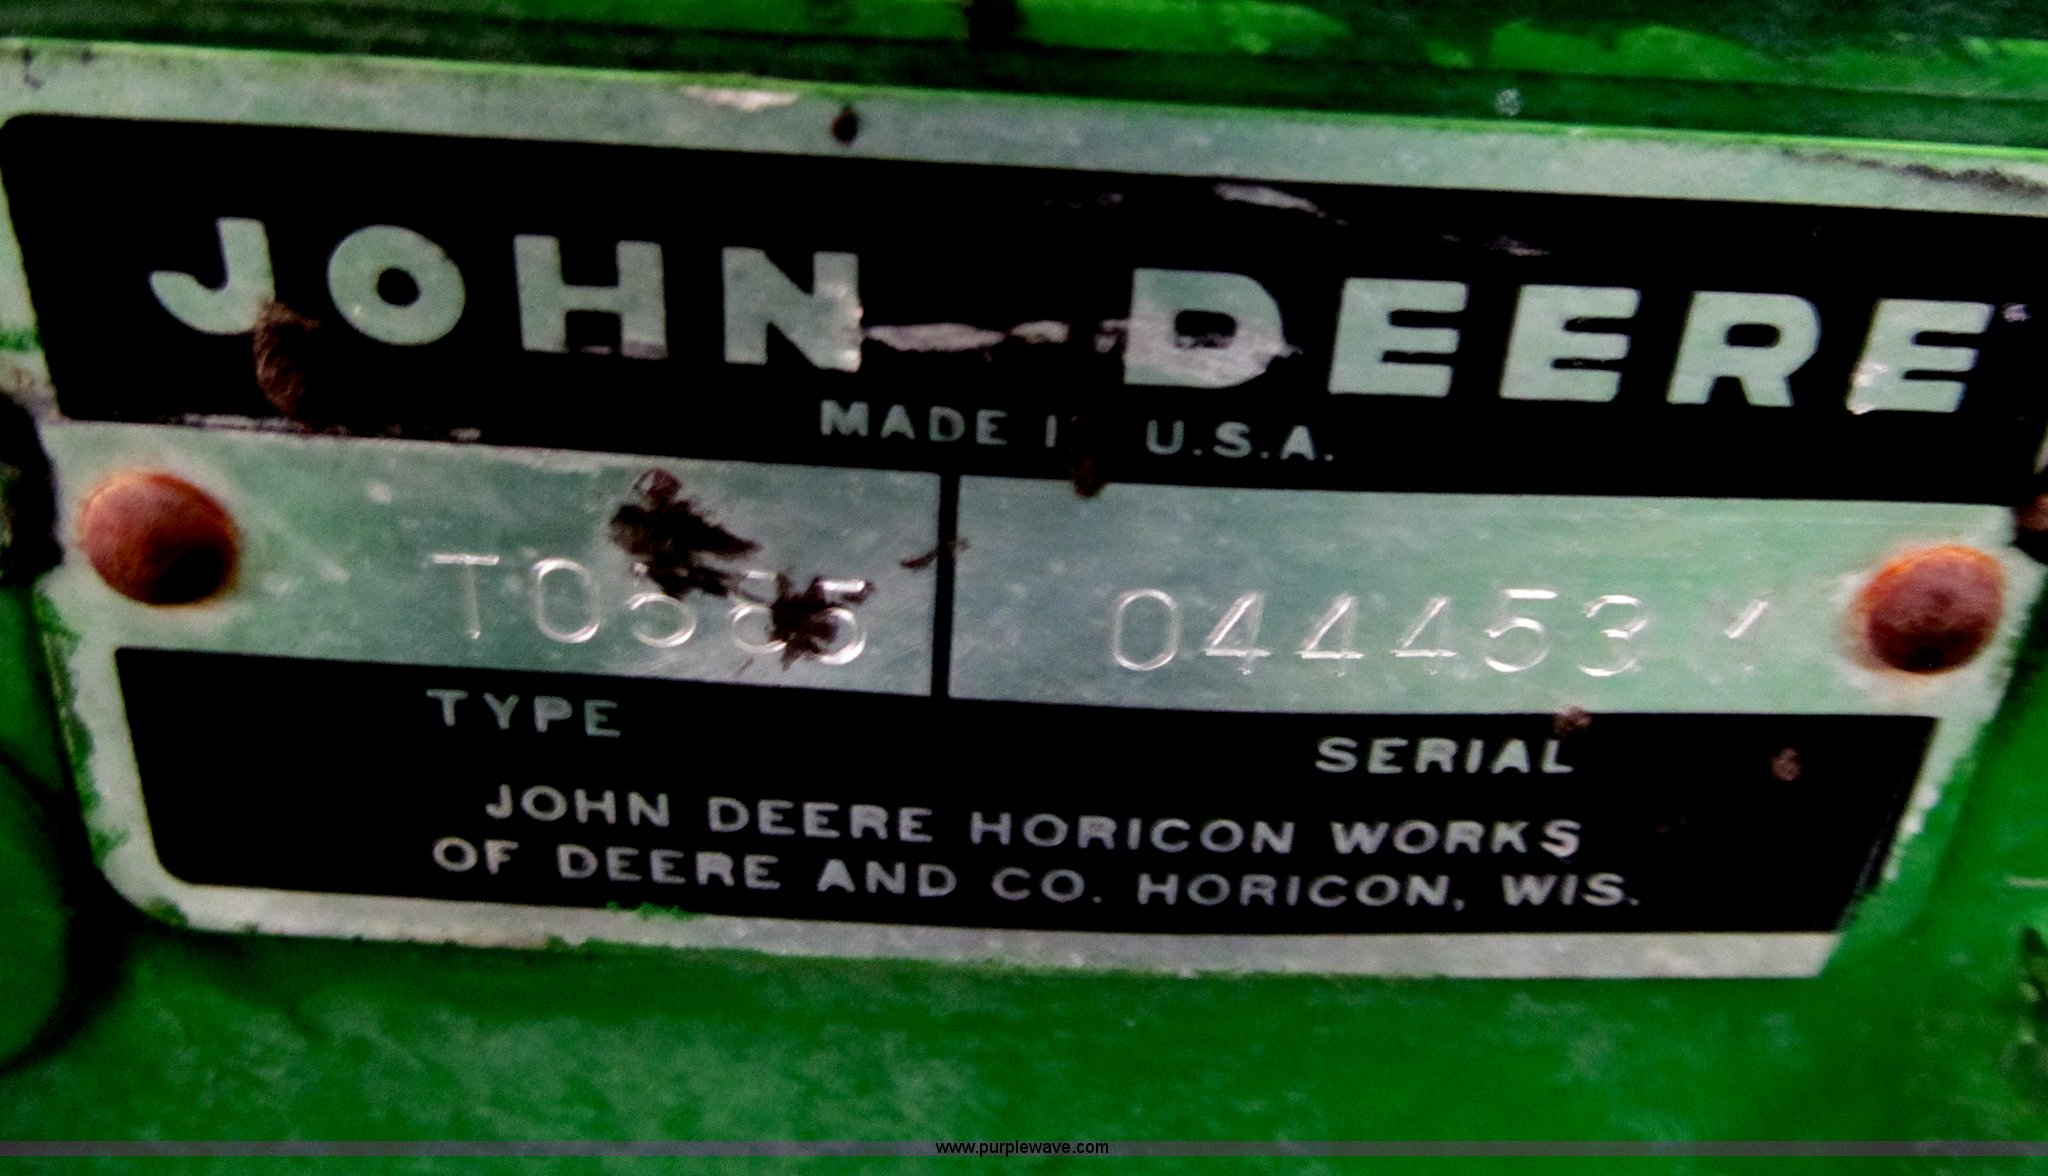 JOHN DEERE
MADE IN U.S.A.
044453
TYPE
SERIAL
JOHN DEERE HORICON WORKS
OF DEERE AND CO. HORICON, WIS.
www.purplewave.com